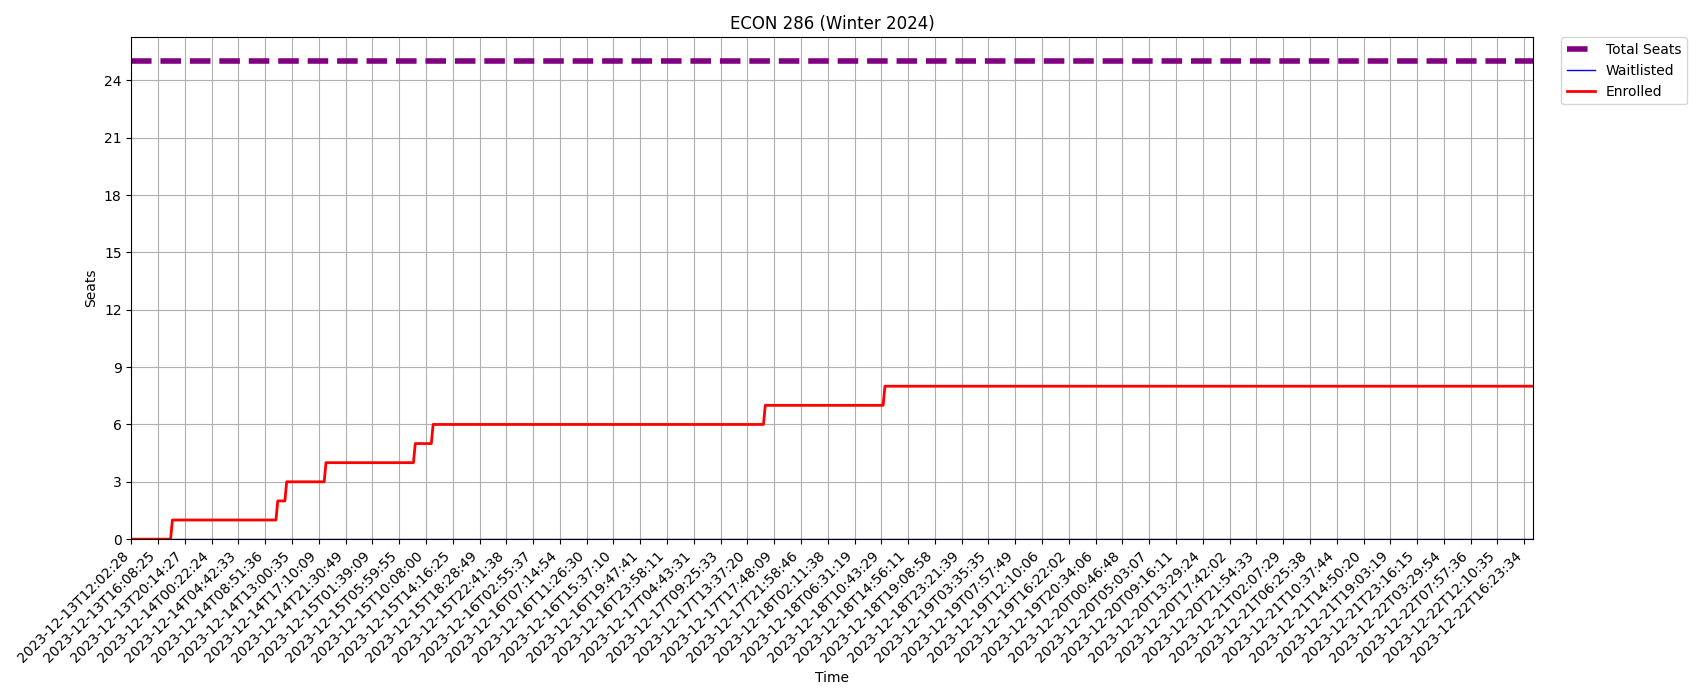 ECON 286 (Winter 2024)
Total Seats
Waitlisted
Enrolled
24
21
18
15
12
9
6
3
0
Seats
2023-12-13T12:02:28
2023-12-13T16:08:25
2023-12-13T20:14:27
2023-12-14T00:22:24
2023-12-14T04:42:33
2023-12-14T08:51:36
2023-12-14T13:00:35
2023-12-14T17:10:09
2023-12-14T21:30:49
2023-12-15T01:39:09
2023-12-15T05:59:55
2023-12-15T10:08:00
2023-12-15T14:16:25
2023-12-15T18:28:49
2023-12-15T22:41:38
2023-12-16T02:55:37
2023-12-16T07:14:54
2023-12-16T11:26:30
2023-12-16T15:37:10
2023-12-16T19:47:41
2023-12-16T23:58:11
2023-12-17T04:43:31
2023-12-17T09:25:33
2023-12-17T13:37:20
2023-12-17T17:48:09
2023-12-17T21:58:46
2023-12-18T02:11:38
2023-12-18T06:31:19
2023-12-18T10:43:29
2023-12-18T14:56:11
2023-12-18T19:08:58
2023-12-18T23:21:39
2023-12-19T03:35:35
2023-12-19T07:57:49
2023-12-19T12:10:06
2023-12-19T16:22:02
2023-12-19T20:34:06
2023-12-20T00:46:48
2023-12-20T05:03:07
2023-12-20T09:16:11
2023-12-20T13:29:24
2023-12-20T17:42:02
2023-12-20T21:54:33
2023-12-21T02:07:29
2023-12-21T06:25:38
2023-12-21T10:37:44
2023-12-21T14:50:20
2023-12-21T19:03:19
2023-12-21T23:16:15
2023-12-22T03:29:54
2023-12-22T07:57:36
2023-12-22T12:10:35
2023-12-22T16:23:34
Time